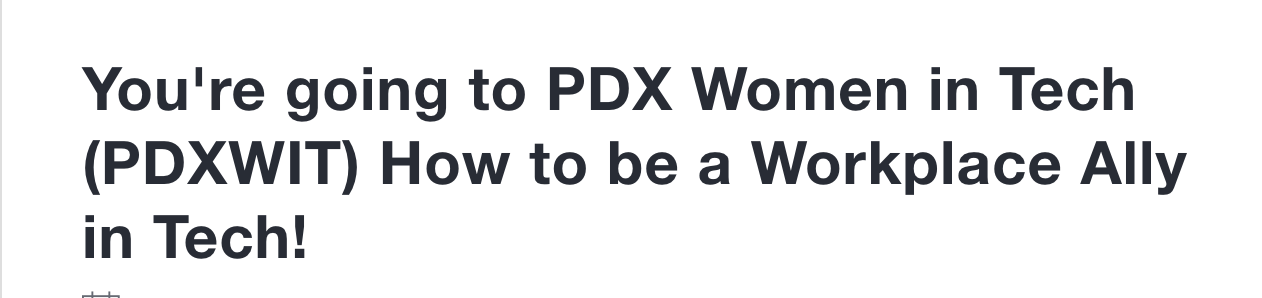 You're going to PDX Women in Tech
(PDXWIT) How to be a Workplace Ally
in Tech!